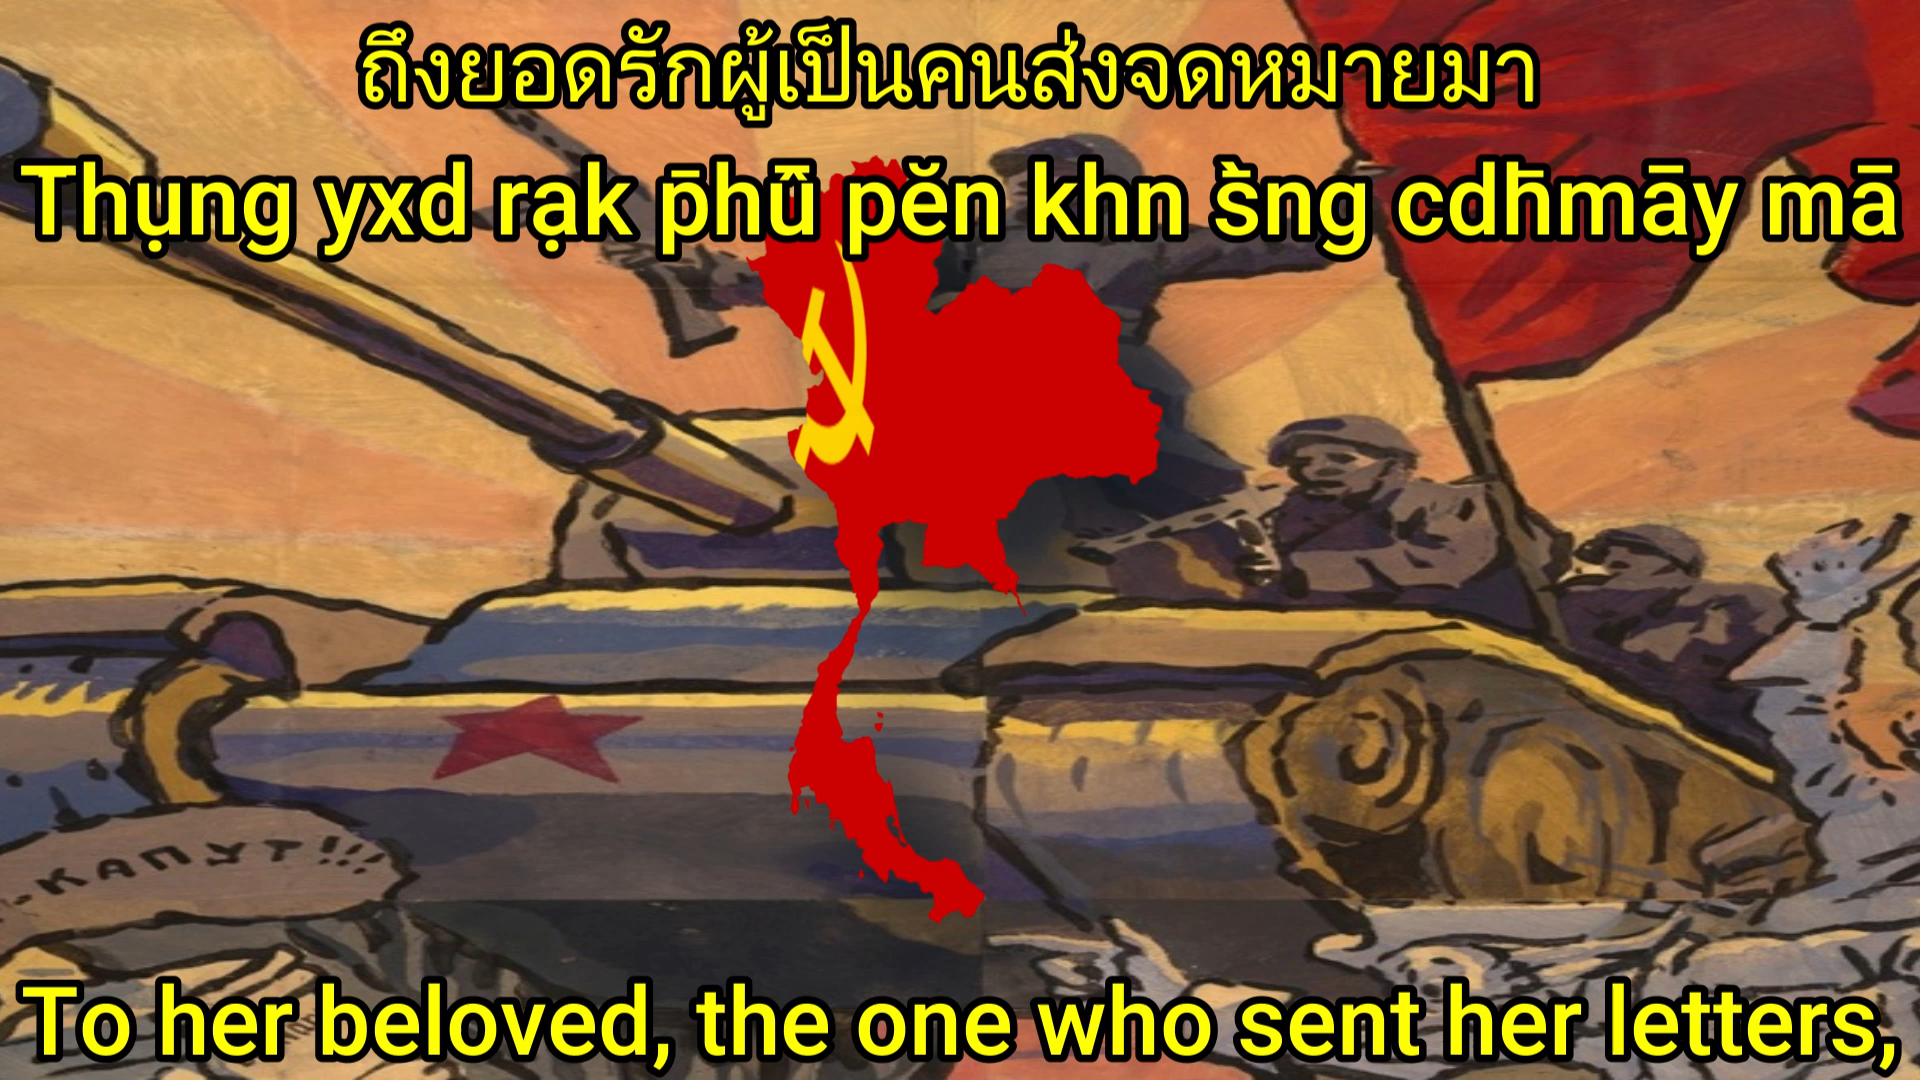 ถึงยอดรักผู้เป็นคนส่งจดหมายมา
Thụng yxd rạk p̄hū̂ pĕn khn s̄̀ng cdh̄māy mā
-КАПУТ!!!
To her beloved, the one who sent her letters,